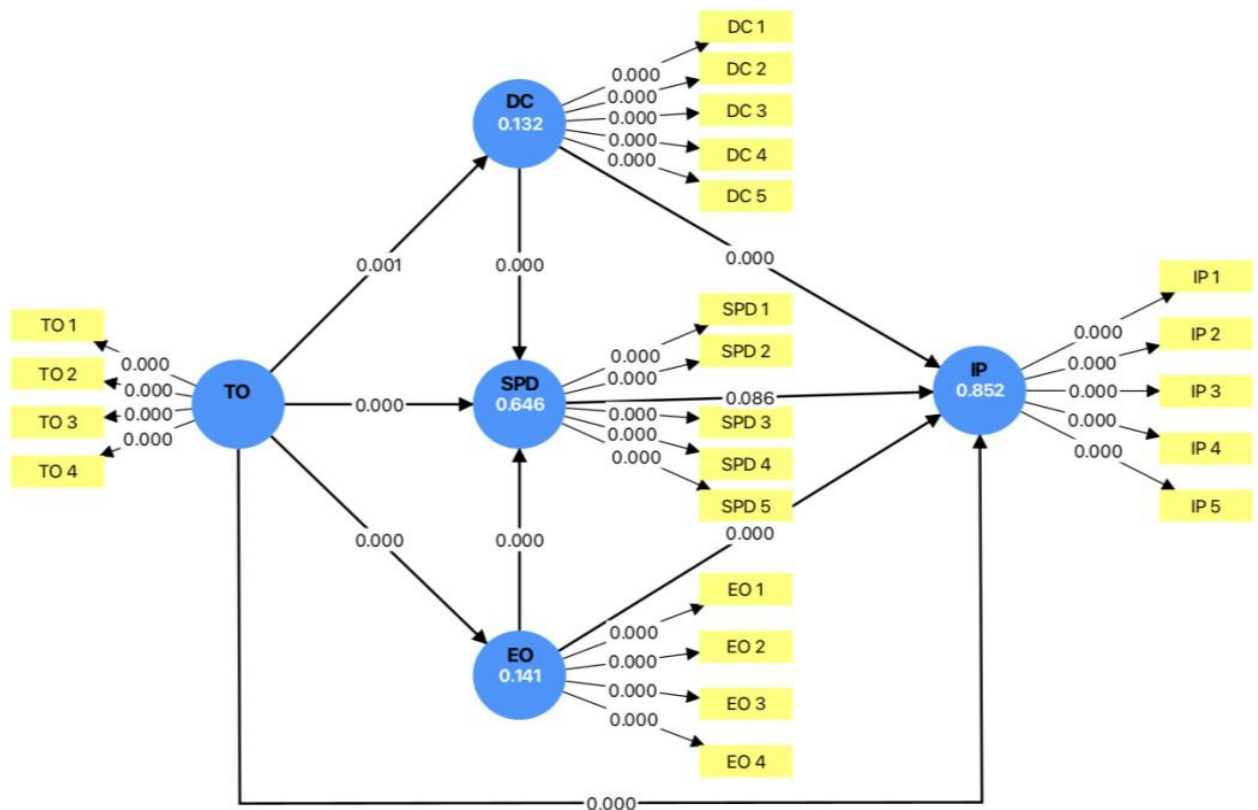 DC 1
0.000
DC 2
0.000
DC 3
0.000
DC 4
0.000
DC 5
0.000
DC
0.132
0.001
0.000
0.000
TO 1
TO 2
TO 3
TO 4
0.000
0.000
0.000
0.000
TO
0.000
SPD
0.646
SPD 1
SPD 2
0.000
0.000
0.086
0.000
SPD 3
0.000
SPD 4
0.000
SPD 5
IP
0.852
IP 1
0.000
IP 2
0.000
IP 3
0.000
IP 4
0.000
IP 5
0.000
0.000
0.000
0.000
EO
0.141
EO 1
0.000
EO 2
0.000
EO 3
0.000
EO 4
0.000
0.000